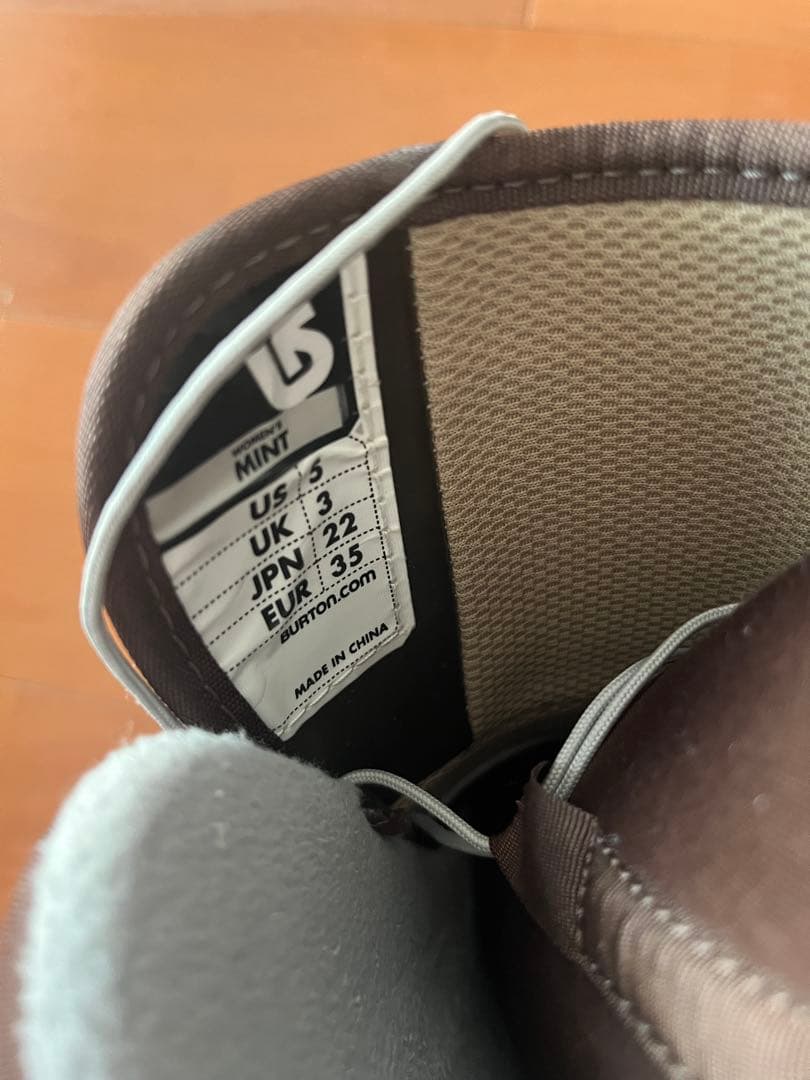 WOMEN'S
MINT
US 5
UK 3
JPN 22
EUR 35
BURTON.com
MADE IN CHINA